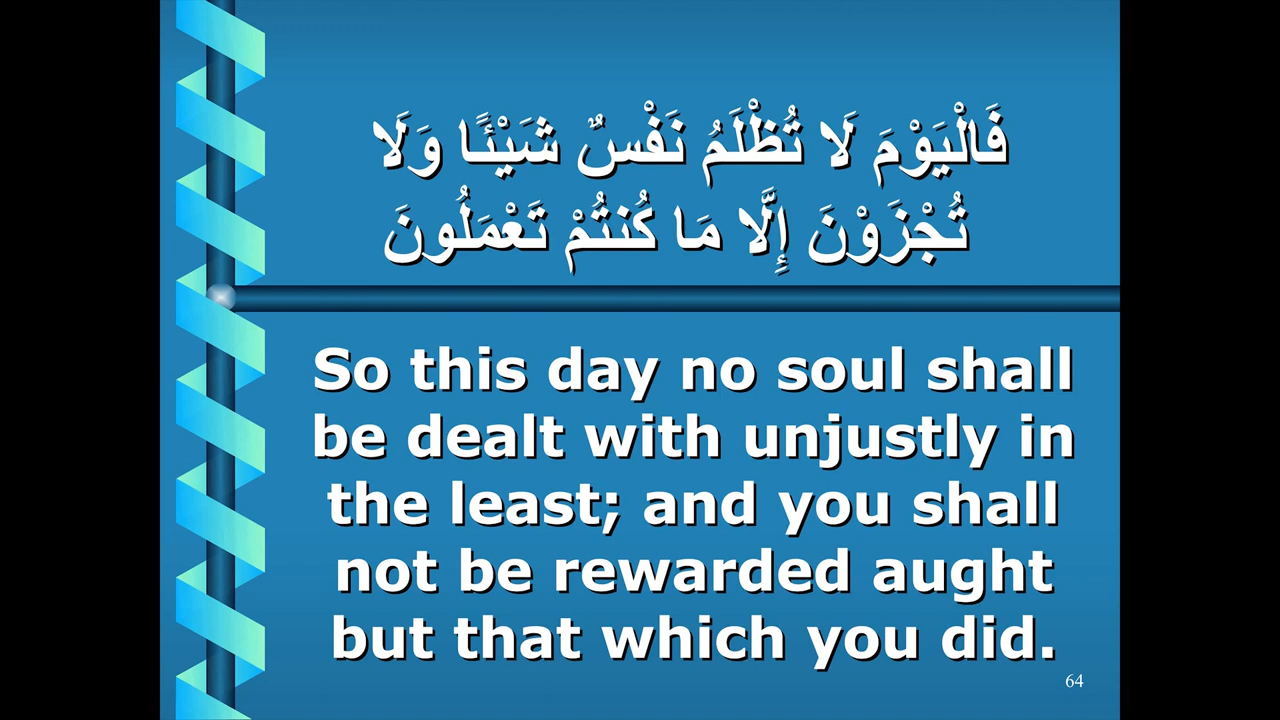 فَالْيَوْمَ لَا تُظْلَمُ نَفْسٌ شَيْئًا وَلَا
تُجْزَوْنَ إِلَّا مَا كُنتُمْ تَعْمَلُونَ
So this day no soul shall
be dealt with unjustly in
the least; and you shall
not be rewarded aught
but that which you did.
64